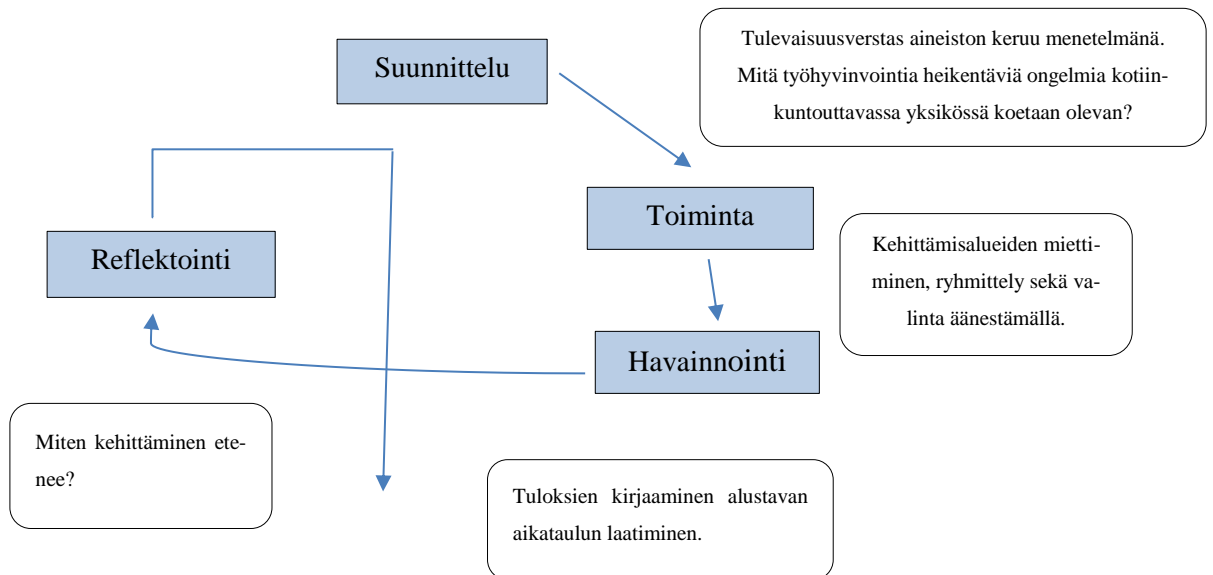 Suunnittelu
Tulevaisuusverstas aineiston keruu menetelmänä.
Mitä työhyvinvointia heikentäviä ongelmia kotiin-
kuntouttavassa yksikössä koetaan olevan?
Toiminta
Kehittämisalueiden mietti-
minen, ryhmittely sekä va-
linta äänestämällä.
Reflektointi
Havainnointi
Miten kehittäminen ete-
nee?
Tuloksien kirjaaminen alustavan
aikataulun laatiminen.